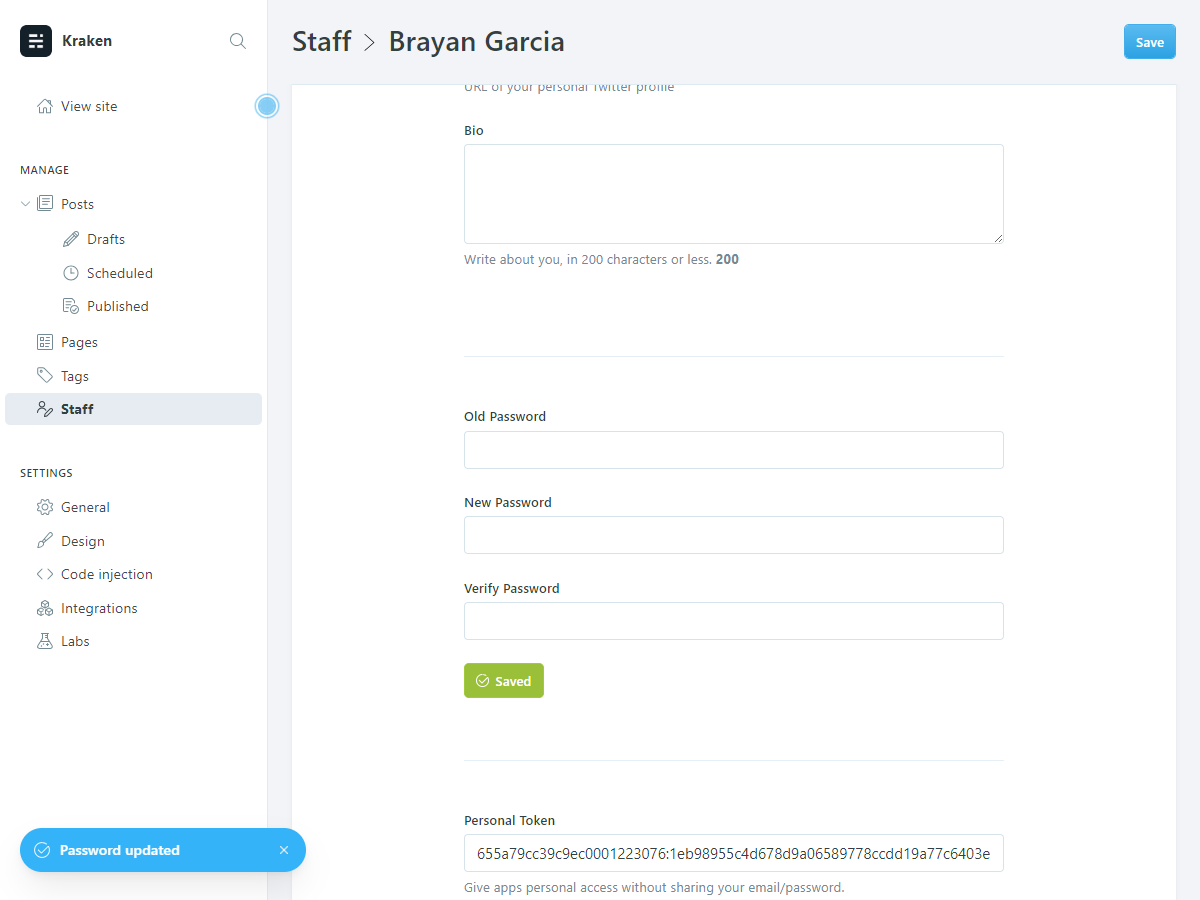 Kraken
View site
MANAGE
Posts
Drafts
Scheduled
Published
Pages
Tags
Staff
SETTINGS
General
Design
Code injection
Integrations
Labs
Password updated
Staff > Brayan Garcia
Save
URL of your personal Twitter profile
Bio
Write about you, in 200 characters or less. 200
Old Password
New Password
Verify Password
Saved
Personal Token
655a79cc39c9ec0001223076:1eb98955c4d678d9a06589778ccdd19a77c6403e
Give apps personal access without sharing your email/password.